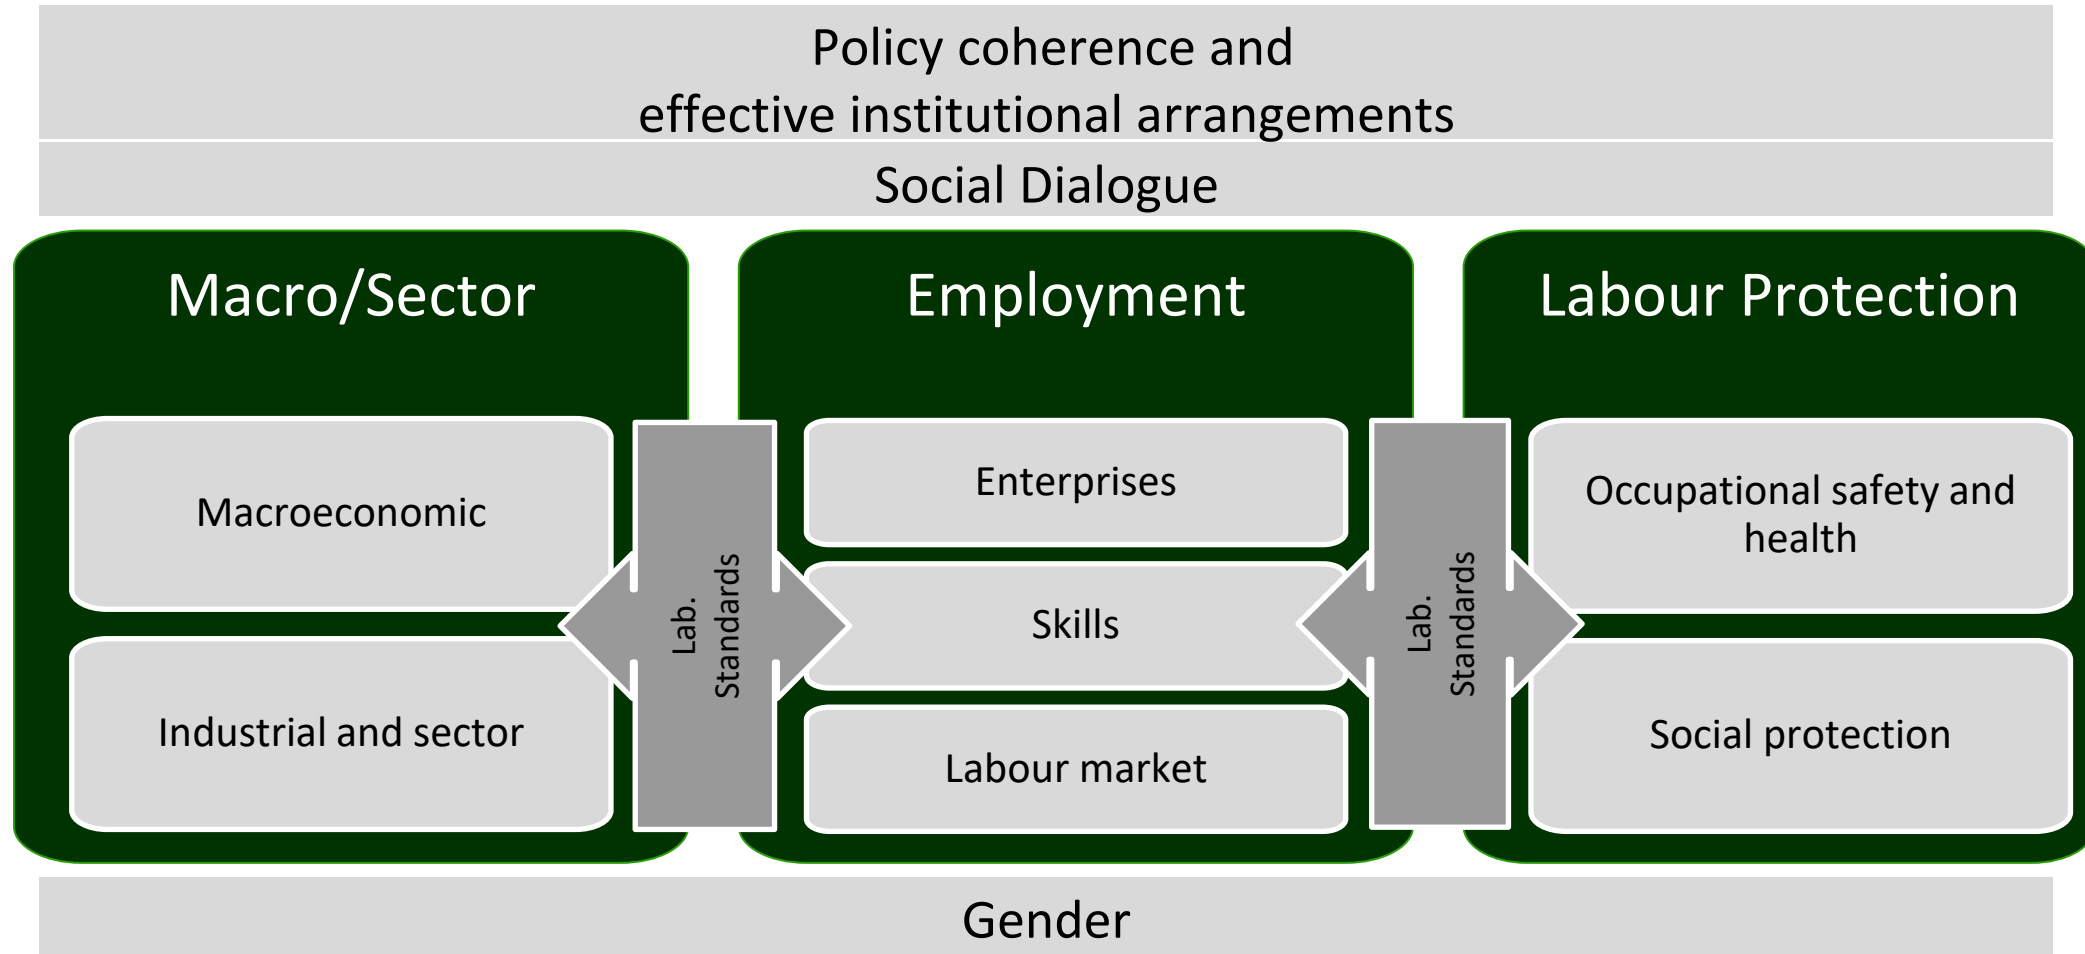 Policy coherence and
effective institutional arrangements
Social Dialogue
Macro/Sector
Macroeconomic
Industrial and sector
Lab.
Standards
Employment
Enterprises
Skills
Labour market
Lab.
Standards
Labour Protection
Occupational safety and
health
Social protection
Gender